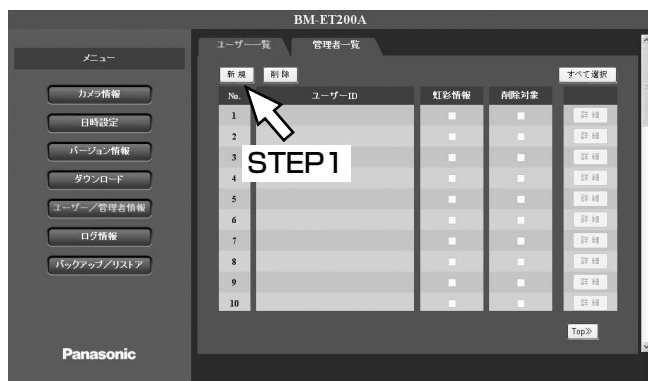 BM-ET200A
メニュー
カメラ情報
日時設定
バージョン情報
ダウンロード
ユーザー／管理者情報
ログ情報
バックアップ／リストア
Panasonic
ユーザー一覧 管理者一覧
新規 削除 すべて選択
No. ユーザーID 虹彩情報 削除対象
1 詳細
2 詳細
3 詳細
4 詳細
5 詳細
6 詳細
7 詳細
8 詳細
9 詳細
10 詳細
STEP1
Top≫